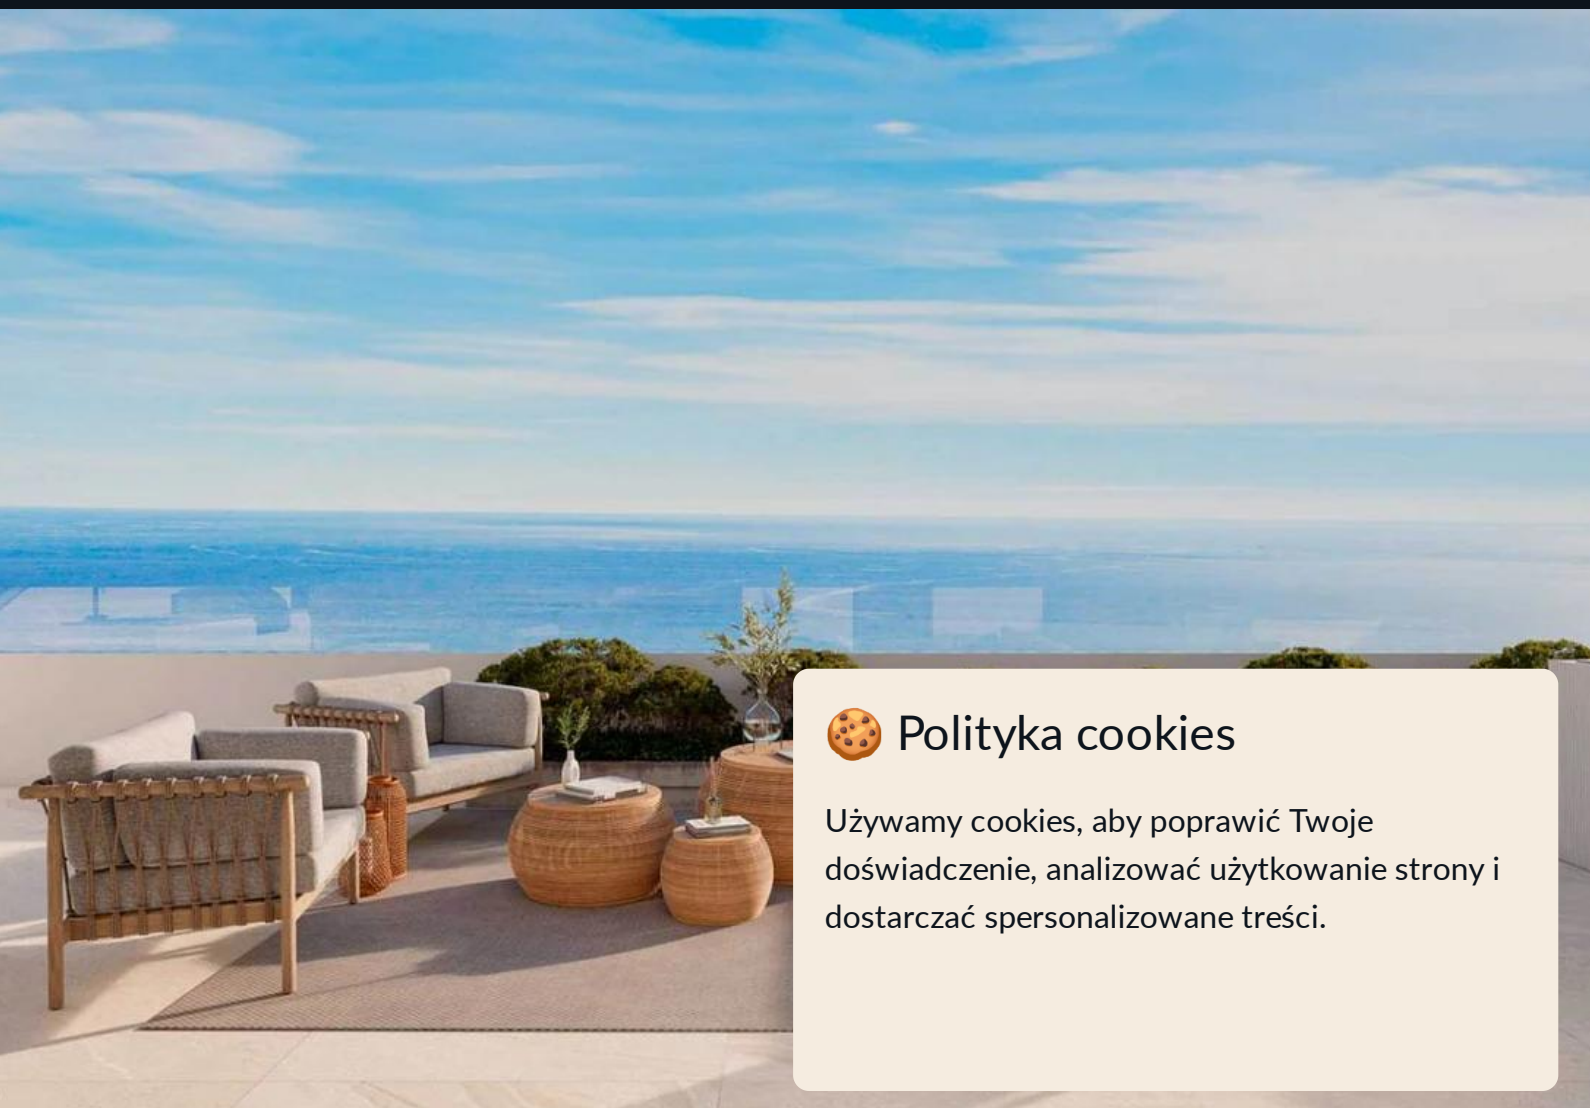 🍪 Polityka cookies
Używamy cookies, aby poprawić Twoje
doświadczenie, analizować użytkowanie strony i
dostarczać spersonalizowane treści.